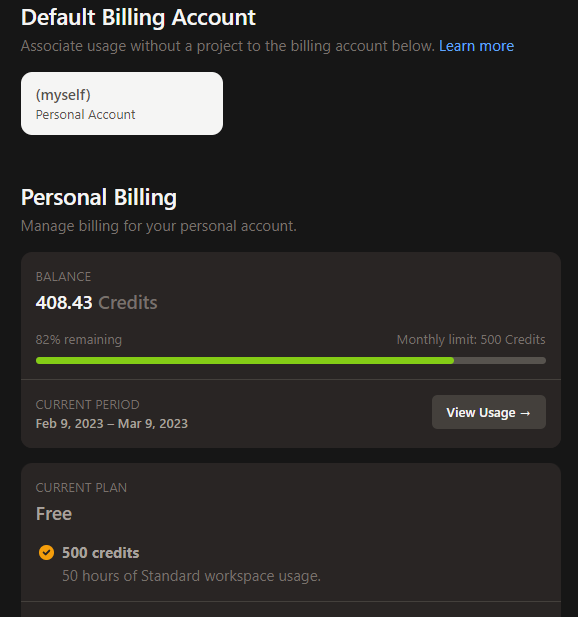 Default Billing Account
Associate usage without a project to the billing account below. Learn more
(myself)
Personal Account
Personal Billing
Manage billing for your personal account.
BALANCE
408.43 Credits
82% remaining
Monthly limit: 500 Credits
CURRENT PERIOD
Feb 9, 2023 – Mar 9, 2023
View Usage →
CURRENT PLAN
Free
500 credits
50 hours of Standard workspace usage.